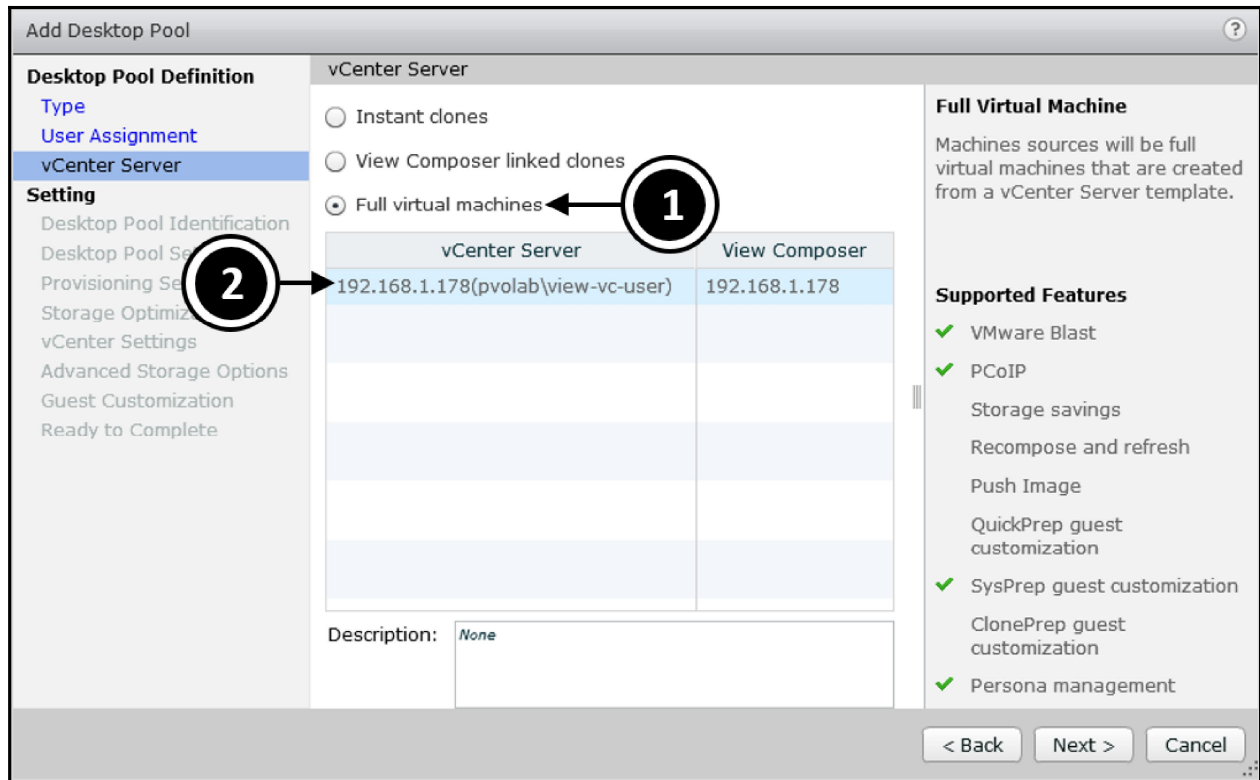 Add Desktop Pool
?
Desktop Pool Definition
Type
User Assignment
vCenter Server
Setting
Desktop Pool Identification
Desktop Pool Se
Provisioning Se
Storage Optimiz
vCenter Settings
Advanced Storage Options
Guest Customization
Ready to Complete
vCenter Server
Instant clones
View Composer linked clones
Full virtual machines
1
2
vCenter Server View Composer
192.168.1.178(pvolab\view-vc-user) 192.168.1.178
Description: None
Full Virtual Machine
Machines sources will be full
virtual machines that are created
from a vCenter Server template.
Supported Features
VMware Blast
PCoIP
Storage savings
Recompose and refresh
Push Image
QuickPrep guest
customization
SysPrep guest customization
ClonePrep guest
customization
Persona management
< Back Next > Cancel